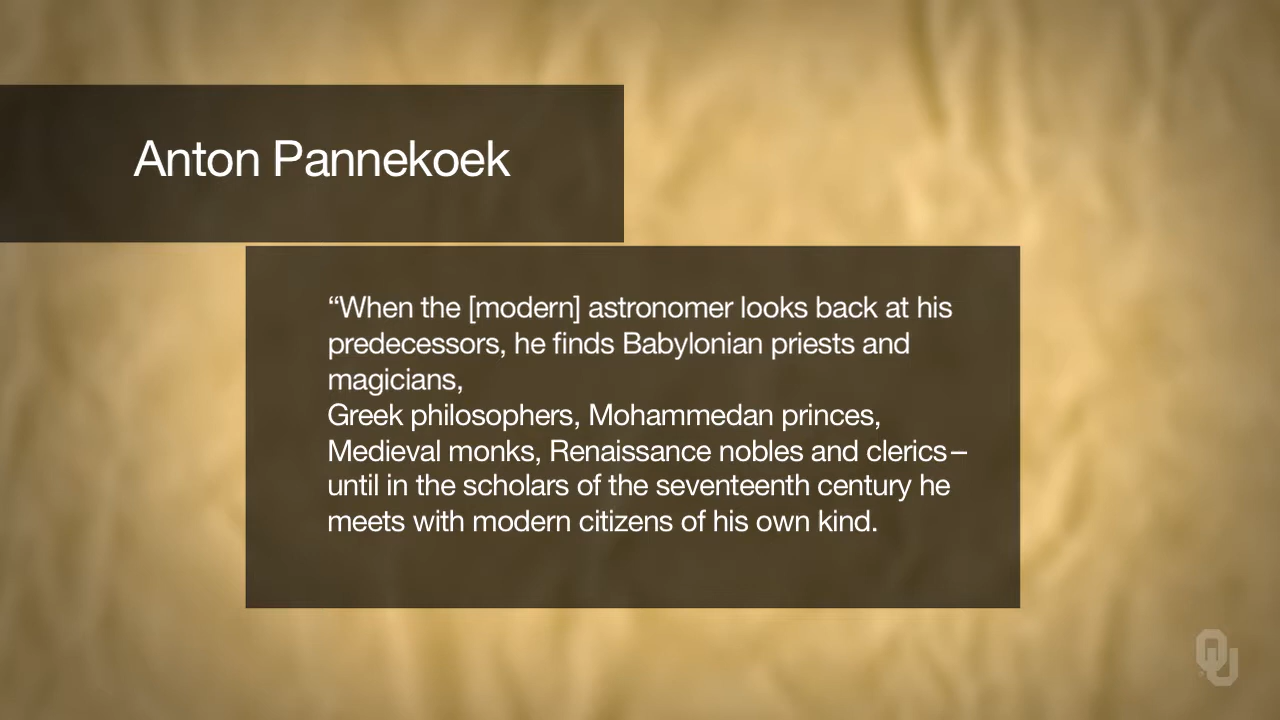 Anton Pannekoek
“When the [modern] astronomer looks back at his
predecessors, he finds Babylonian priests and
magicians,
Greek philosophers, Mohammedan princes,
Medieval monks, Renaissance nobles and clerics–
until in the scholars of the seventeenth century he
meets with modern citizens of his own kind.
OU